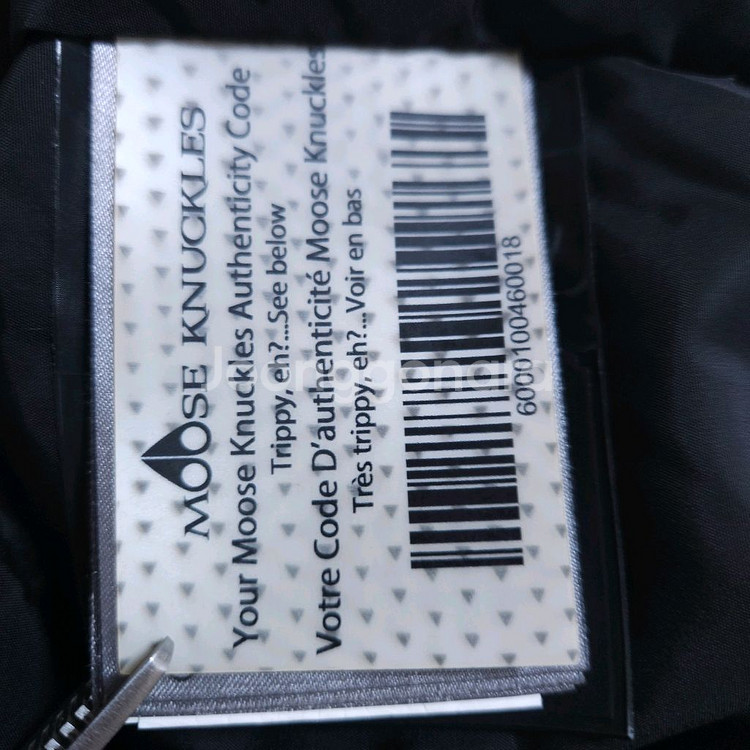 MOOSE KNUCKLES
Your Moose Knuckles Authenticity Code
Trippy, eh?...See below
Votre Code D'authenticité Moose Knuckles
Très trippy, eh?...Voir en bas
6000100460018
Joonggonara